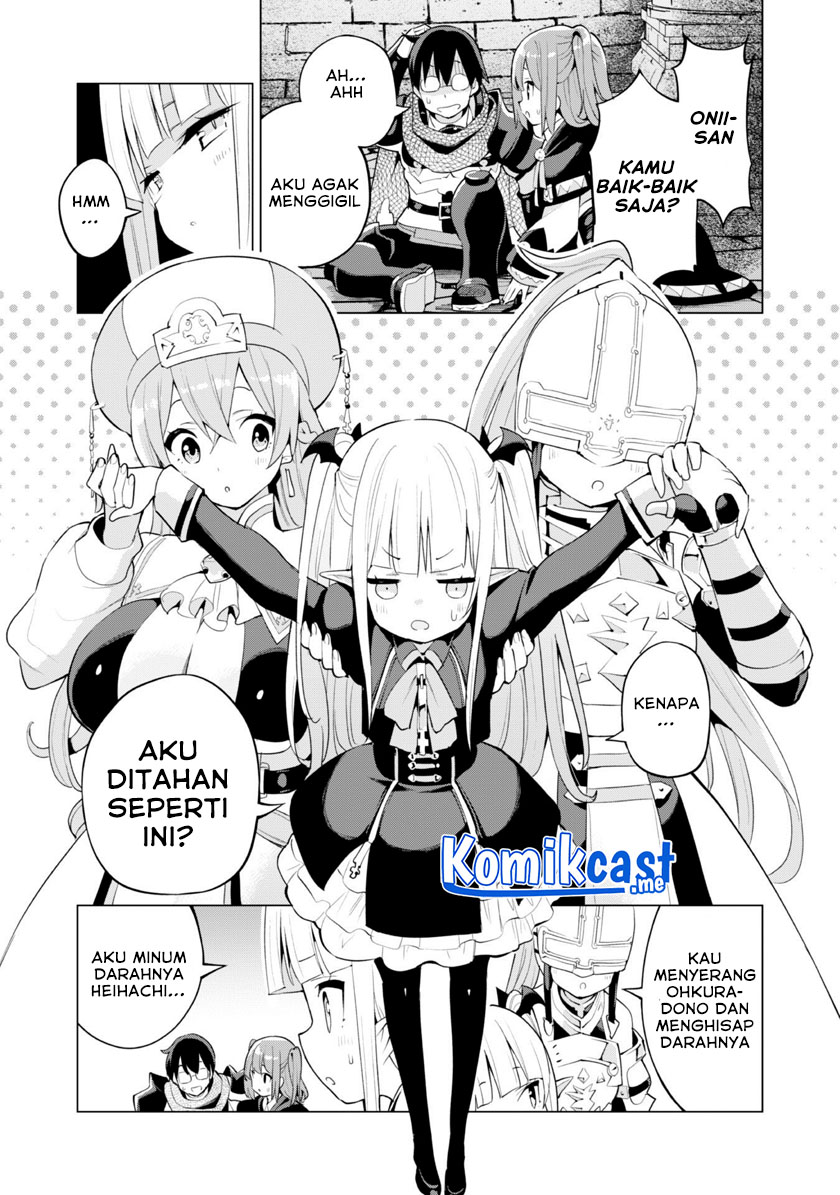 ONII-
SAN
KAMU
BAIK-BAIK
SAJA?
AH...
AHH
AKU AGAK
MENGGIGIL
HMM
...
KENAPA
...
AKU
DITAHAN
SEPERTI
INI?
Komikcast
.me
KAU
MENYERANG
OHKURA-
DONO DAN
MENGHISAP
DARAHNYA
AKU MINUM
DARAHNYA
HEIHACHI...